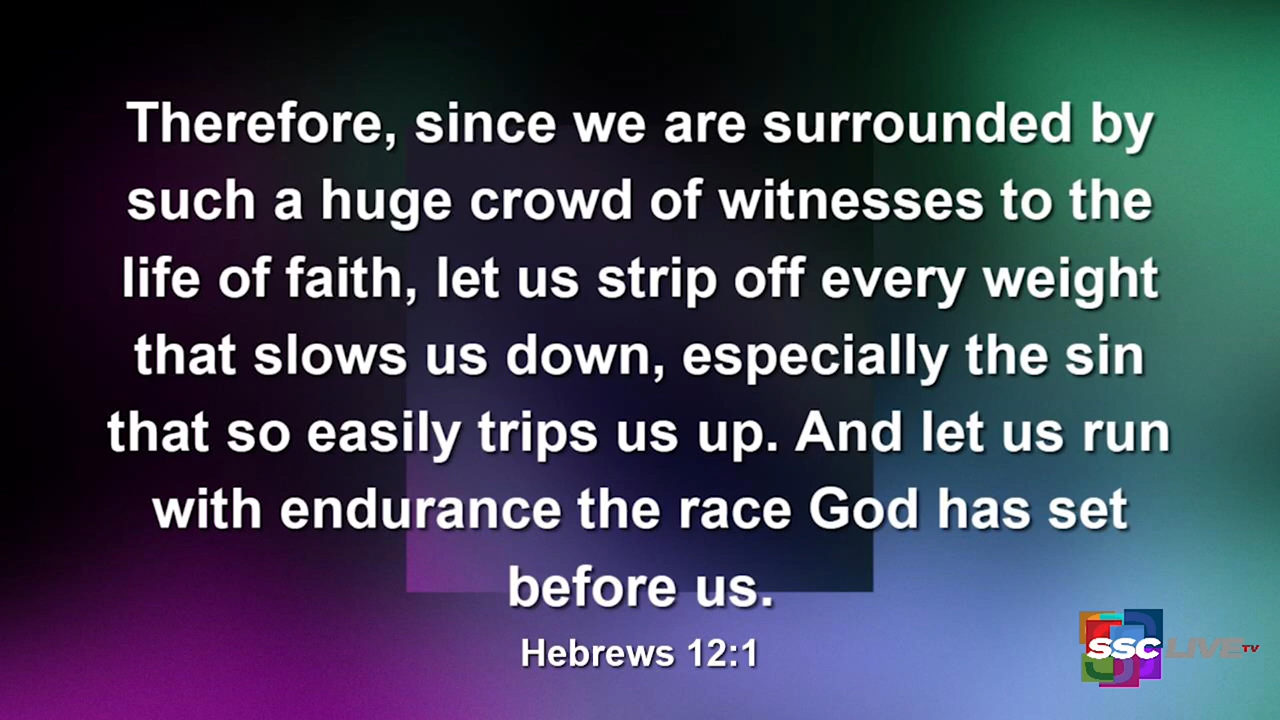 Therefore, since we are surrounded by
such a huge crowd of witnesses to the
life of faith, let us strip off every weight
that slows us down, especially the sin
that so easily trips us up. And let us run
with endurance the race God has set
before us.
Hebrews 12:1
SSC LIVE TV